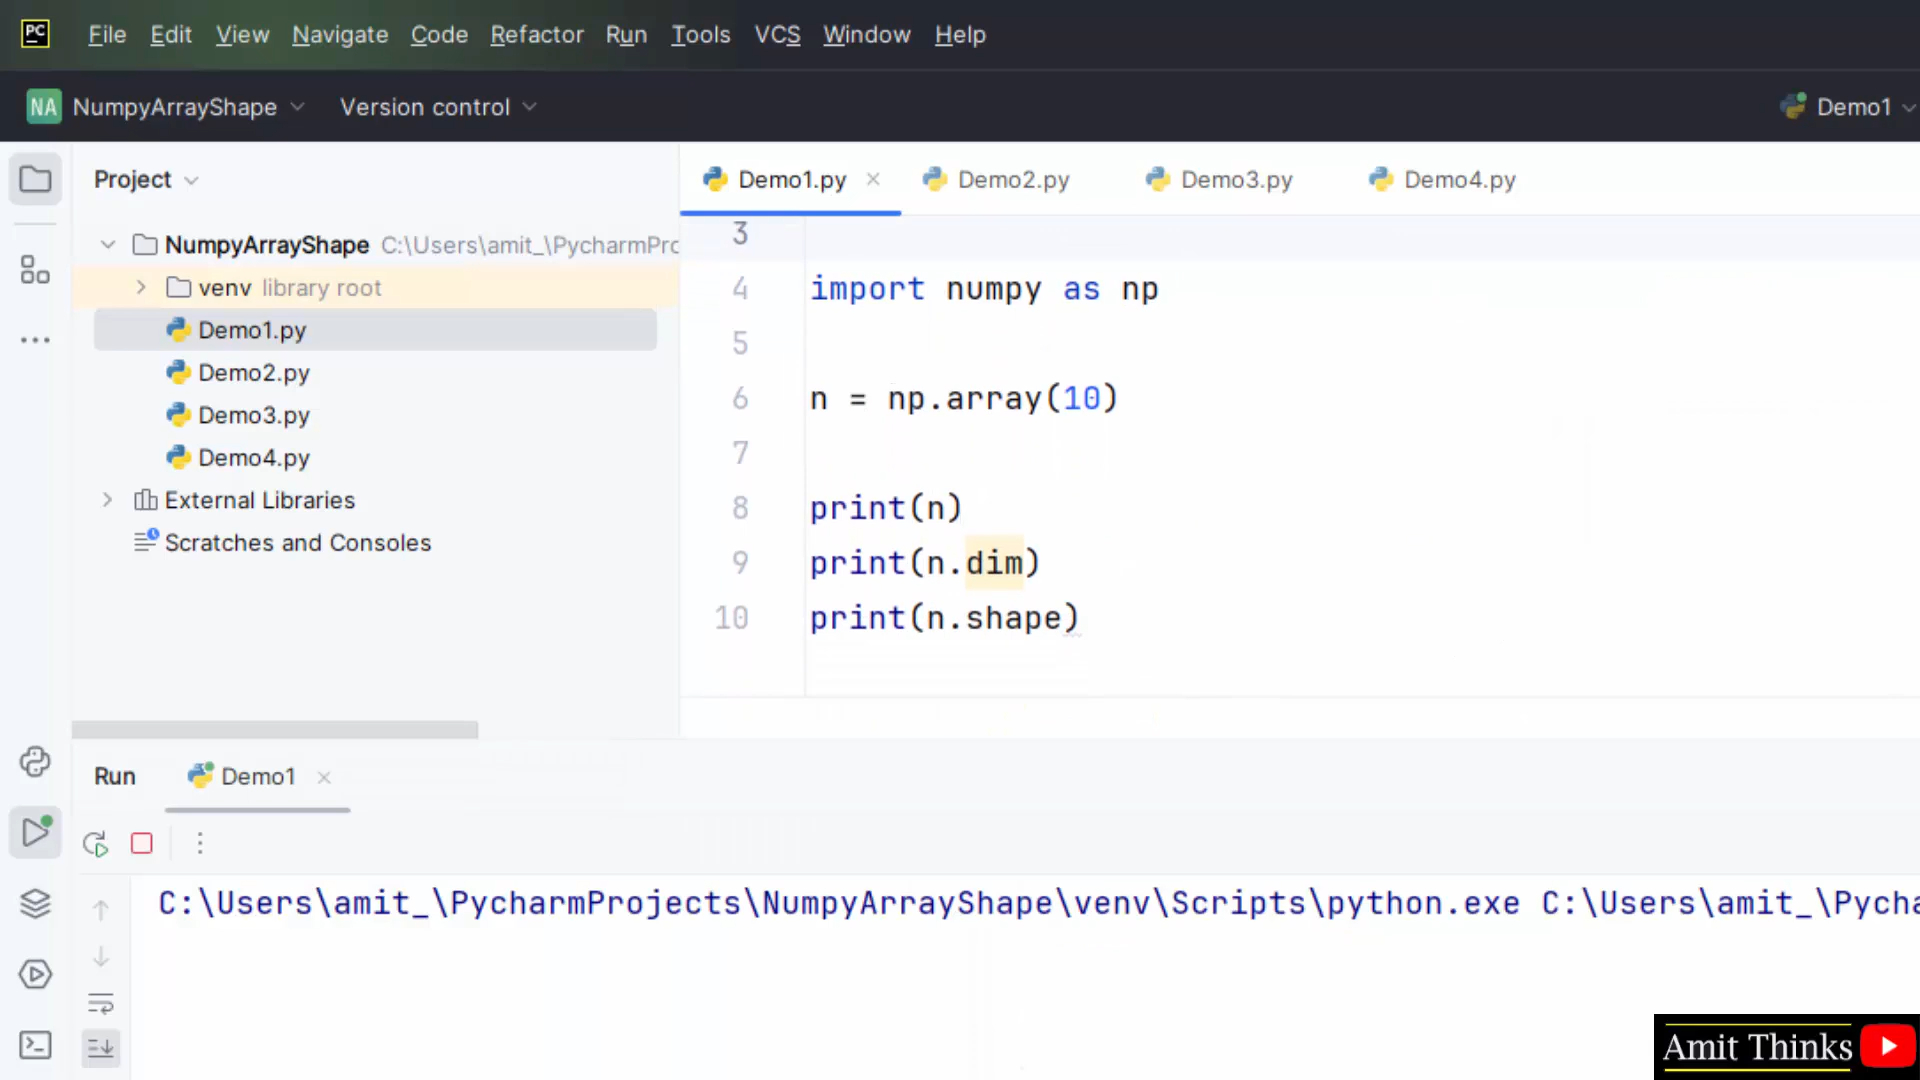 PC File Edit View Navigate Code Refactor Run Tools VCS Window Help
NA NumpyArrayShape Version control Demo1
Project
Demo1.py Demo2.py Demo3.py Demo4.py
NumpyArrayShape C:\Users\amit_\PycharmPro
venv library root
Demo1.py
Demo2.py
Demo3.py
Demo4.py
External Libraries
Scratches and Consoles
3
4 import numpy as np
5
6 n = np.array(10)
7
8 print(n)
9 print(n.dim)
10 print(n.shape)
Run Demo1
C:\Users\amit_\PycharmProjects\NumpyArrayShape\venv\Scripts\python.exe C:\Users\amit_\Pycha
Amit Thinks